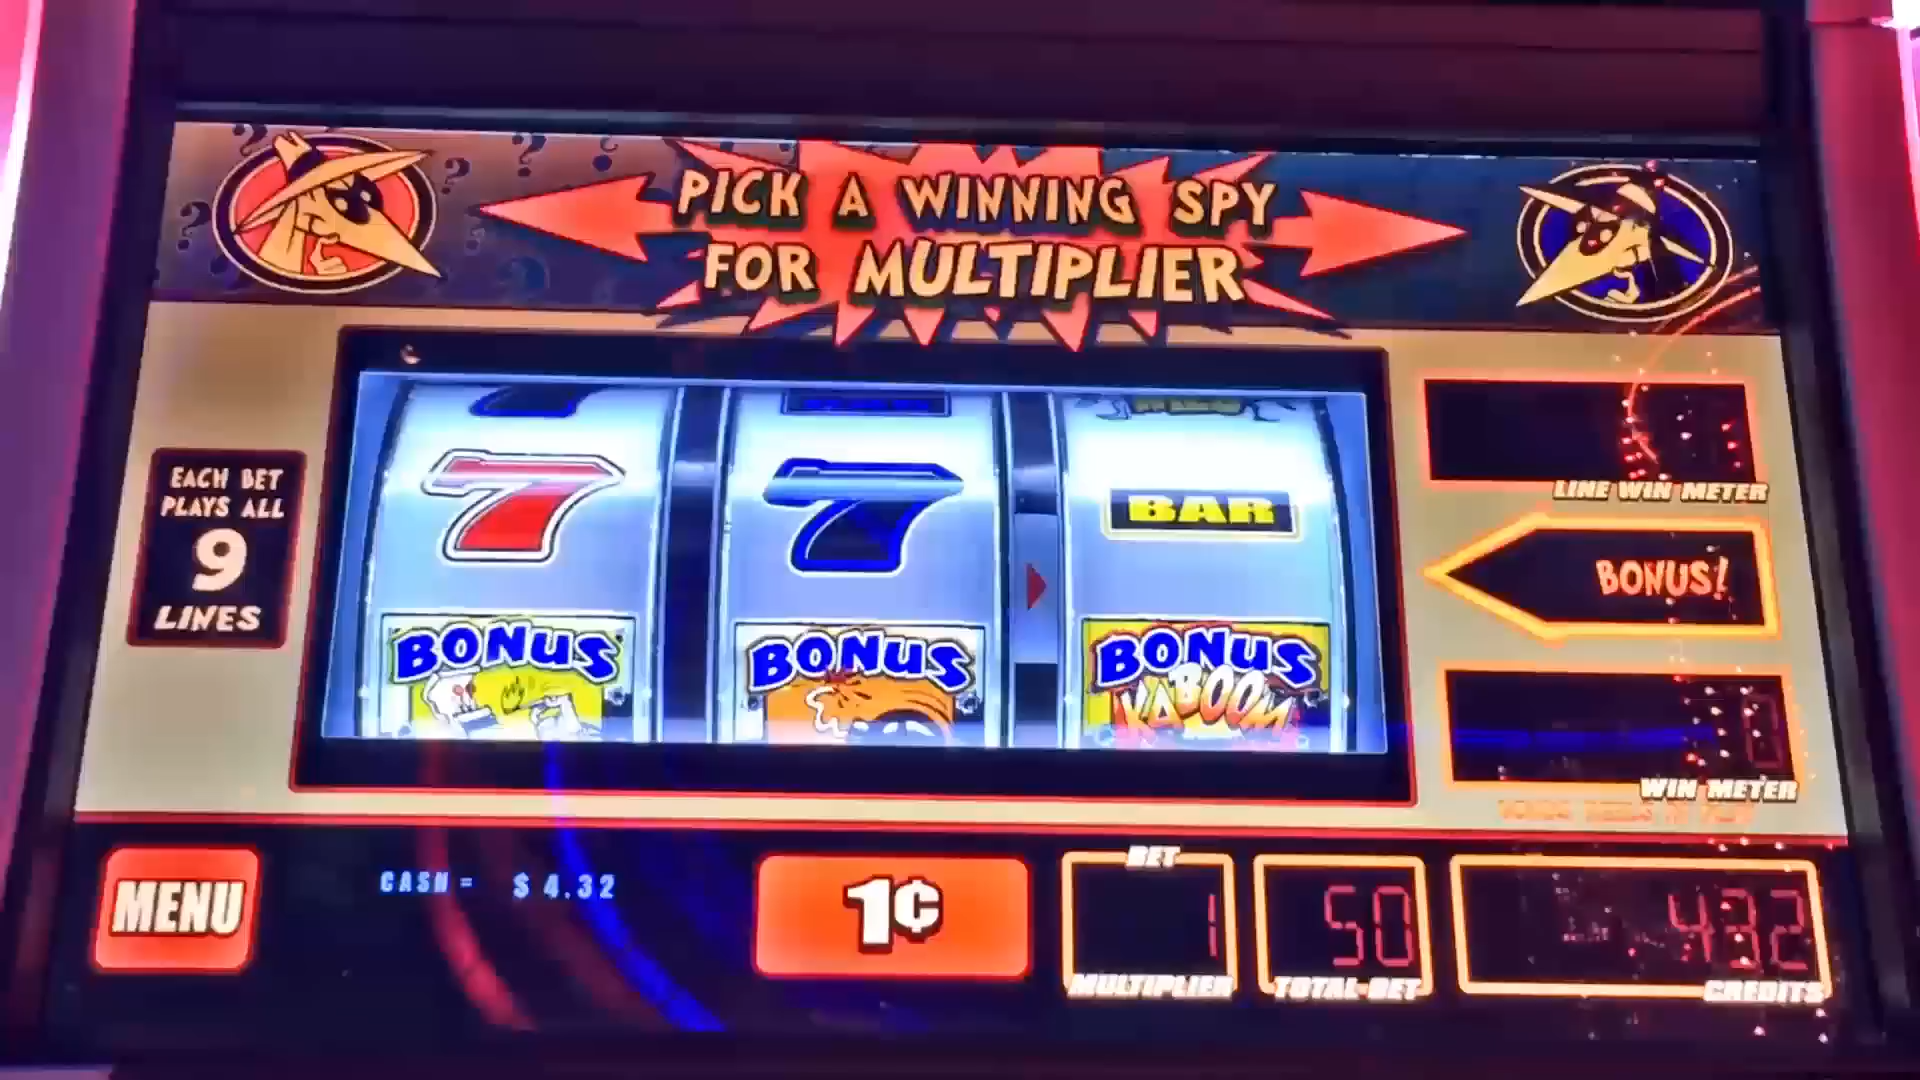 PICK A WINNING SPY
FOR MULTIPLIER
EACH BET
PLAYS ALL
9
LINES
7
7
BAR
LINE WIN METER
BONUS!
BONUS
BONUS
BONUS
KABOOM
WIN METER
MENU
CASH = $ 4.32
1¢
BET
1
MULTIPLIER
50
TOTAL BET
432
CREDITS